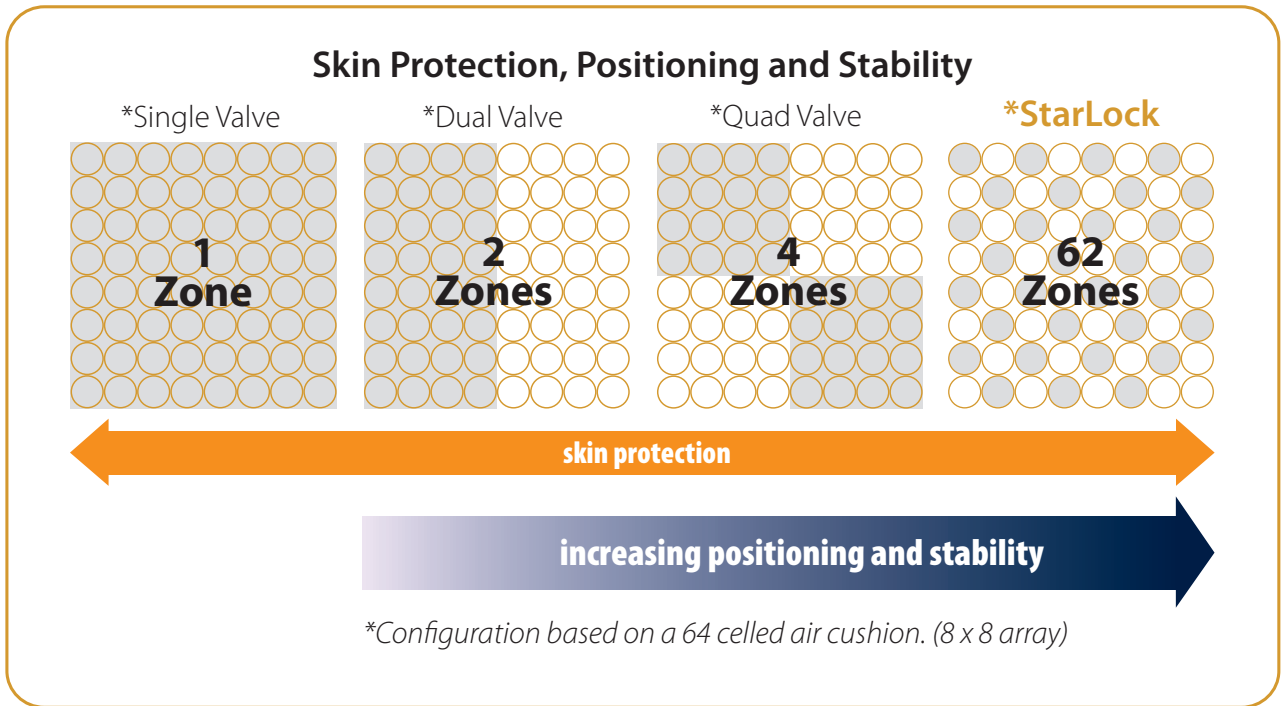 Skin Protection, Positioning and Stability
*Single Valve
*Dual Valve
*Quad Valve
*StarLock
1
Zone
2
Zones
4
Zones
62
Zones
skin protection
increasing positioning and stability
*Configuration based on a 64 celled air cushion. (8 x 8 array)